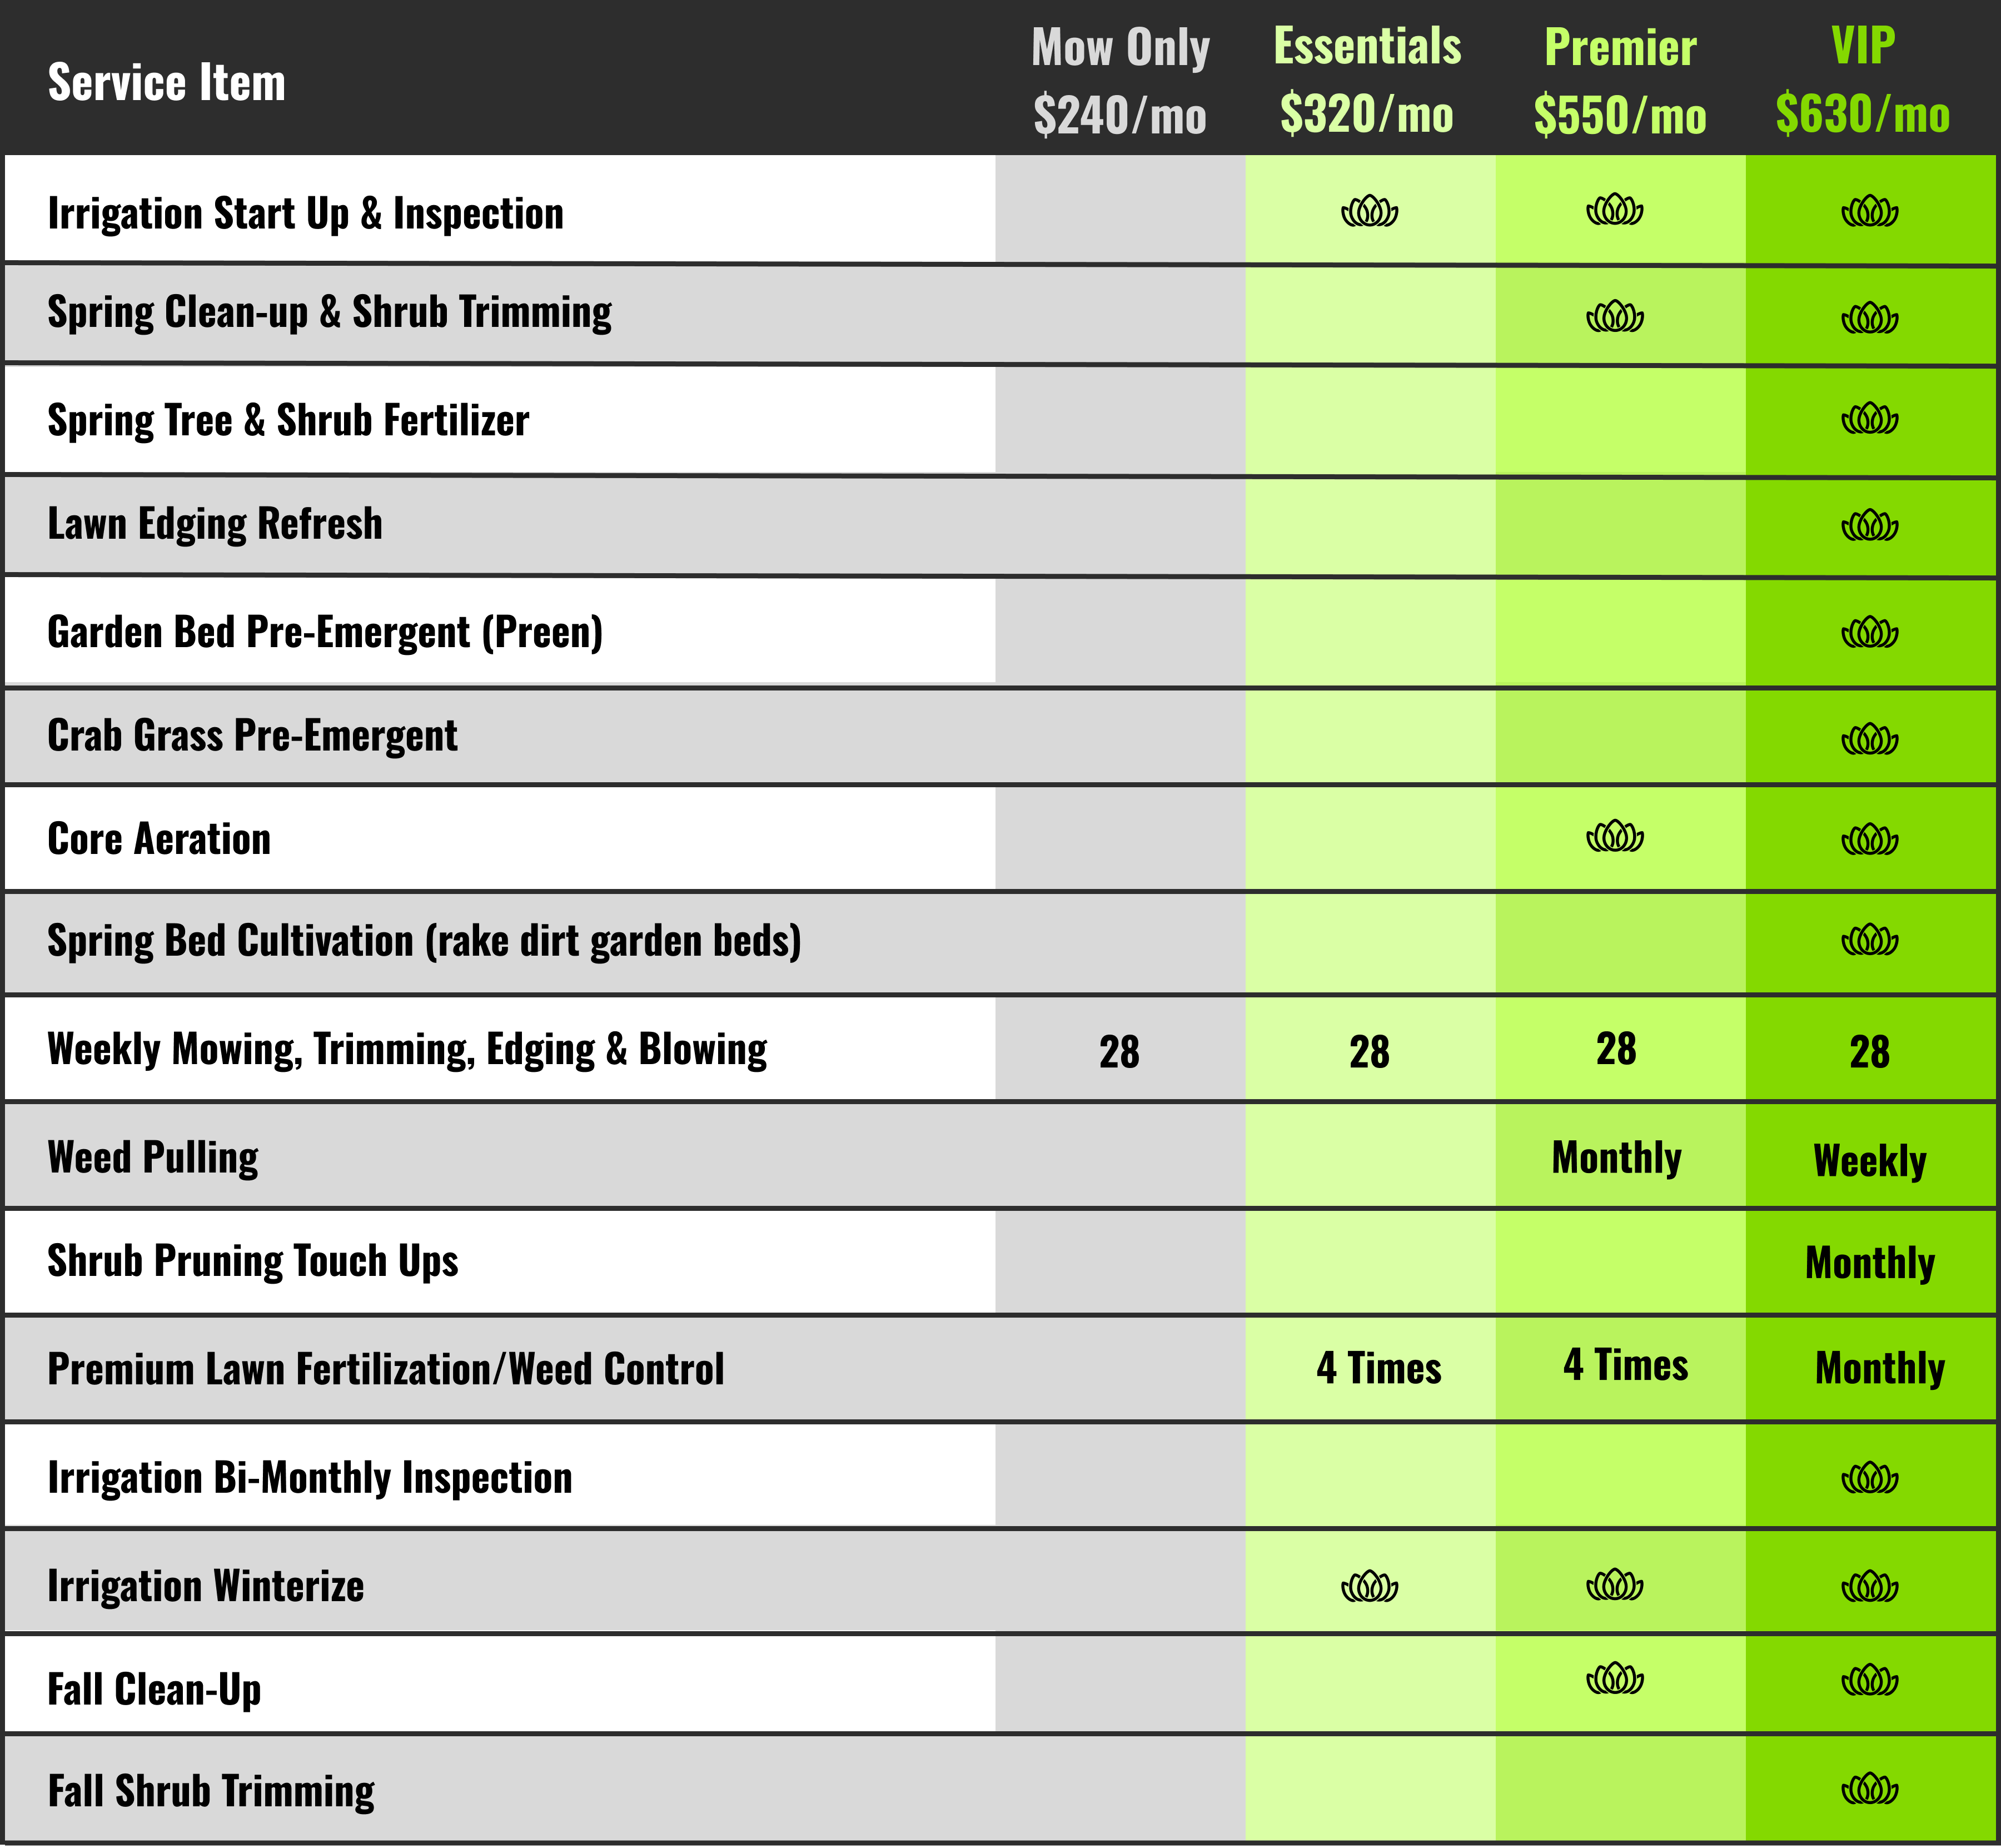 Service Item
Mow Only Essentials Premier VIP
$240/mo $320/mo $550/mo $630/mo
Irrigation Start Up & Inspection
Spring Clean-up & Shrub Trimming
Spring Tree & Shrub Fertilizer
Lawn Edging Refresh
Garden Bed Pre-Emergent (Preen)
Crab Grass Pre-Emergent
Core Aeration
Spring Bed Cultivation (rake dirt garden beds)
Weekly Mowing, Trimming, Edging & Blowing 28 28 28 28
Weed Pulling Monthly Weekly
Shrub Pruning Touch Ups Monthly
Premium Lawn Fertilization/Weed Control 4 Times 4 Times Monthly
Irrigation Bi-Monthly Inspection
Irrigation Winterize
Fall Clean-Up
Fall Shrub Trimming